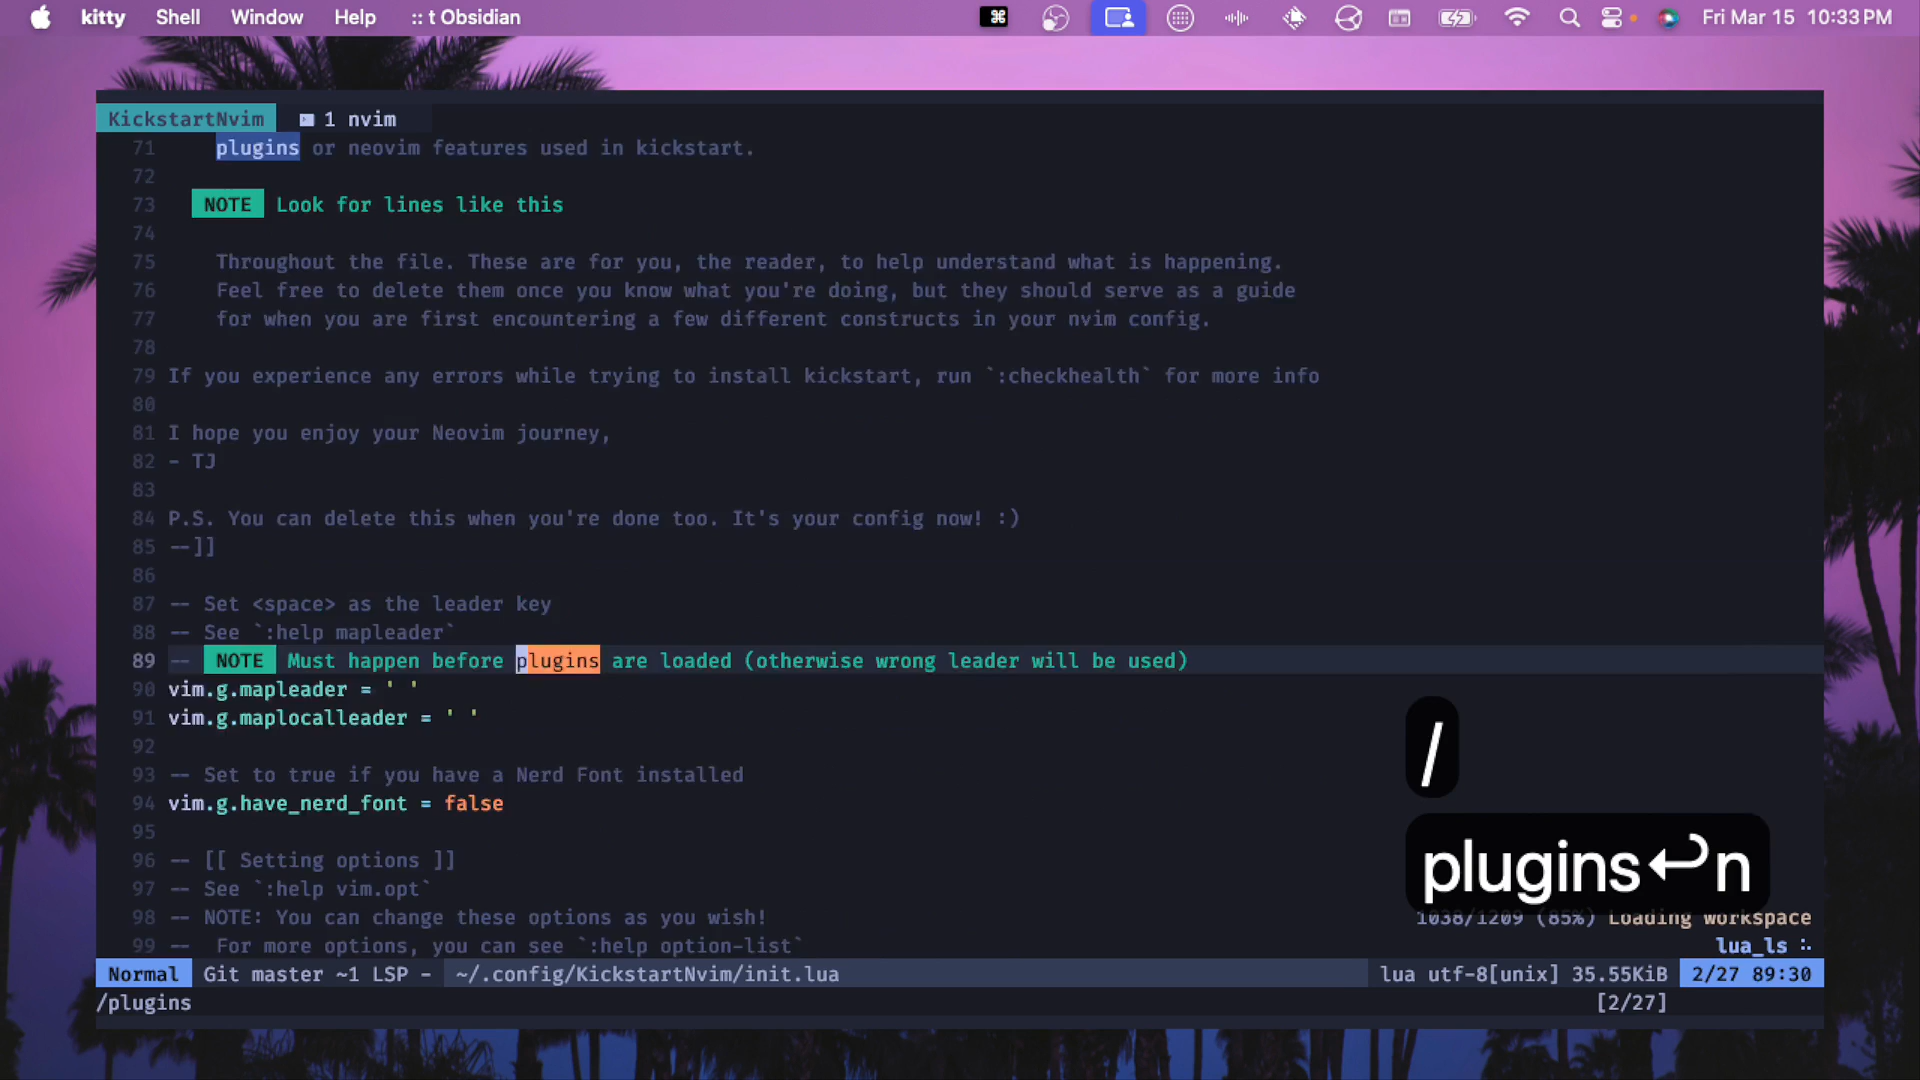 kitty Shell Window Help :: t Obsidian Fri Mar 15 10:33 PM
KickstartNvim 1 nvim
71 plugins or neovim features used in kickstart.
72
73 NOTE Look for lines like this
74
75 Throughout the file. These are for you, the reader, to help understand what is happening.
76 Feel free to delete them once you know what you're doing, but they should serve as a guide
77 for when you are first encountering a few different constructs in your nvim config.
78
79 If you experience any errors while trying to install kickstart, run `:checkhealth` for more info
80
81 I hope you enjoy your Neovim journey,
82 - TJ
83
84 P.S. You can delete this when you're done too. It's your config now! :)
85 --]]
86
87 -- Set <space> as the leader key
88 -- See `:help mapleader`
89 -- NOTE Must happen before plugins are loaded (otherwise wrong leader will be used)
90 vim.g.mapleader = ' '
91 vim.g.maplocalleader = ' '
92
93 -- Set to true if you have a Nerd Font installed
94 vim.g.have_nerd_font = false
95
96 -- [[ Setting options ]]
97 -- See `:help vim.opt`
98 -- NOTE: You can change these options as you wish!
99 -- For more options, you can see `:help option-list`
/
plugins↩n
1038/1209 (85%) Loading workspace
lua_ls
Normal Git master ~1 LSP - ~/.config/KickstartNvim/init.lua lua utf-8[unix] 35.55KiB 2/27 89:30
/plugins [2/27]